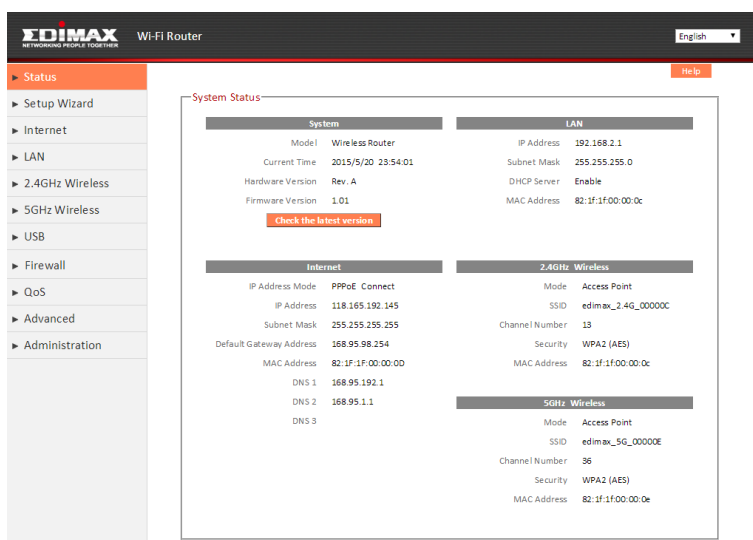 EDIMAX
NETWORKING PEOPLE TOGETHER
Wi-Fi Router
English
Help
Status
Setup Wizard
Internet
LAN
2.4GHz Wireless
5GHz Wireless
USB
Firewall
QoS
Advanced
Administration
System Status
System
Model Wireless Router
Current Time 2015/5/20 23:54:01
Hardware Version Rev. A
Firmware Version 1.01
Check the latest version
LAN
IP Address 192.168.2.1
Subnet Mask 255.255.255.0
DHCP Server Enable
MAC Address 82:1f:1f:00:00:0c
Internet
IP Address Mode PPPoE Connect
IP Address 118.165.192.145
Subnet Mask 255.255.255.255
Default Gateway Address 168.95.98.254
MAC Address 82:1F:1F:00:00:0D
DNS 1 168.95.192.1
DNS 2 168.95.1.1
DNS 3
2.4GHz Wireless
Mode Access Point
SSID edimax_2.4G_00000C
Channel Number 13
Security WPA2 (AES)
MAC Address 82:1f:1f:00:00:0c
5GHz Wireless
Mode Access Point
SSID edimax_5G_00000E
Channel Number 36
Security WPA2 (AES)
MAC Address 82:1f:1f:00:00:0e